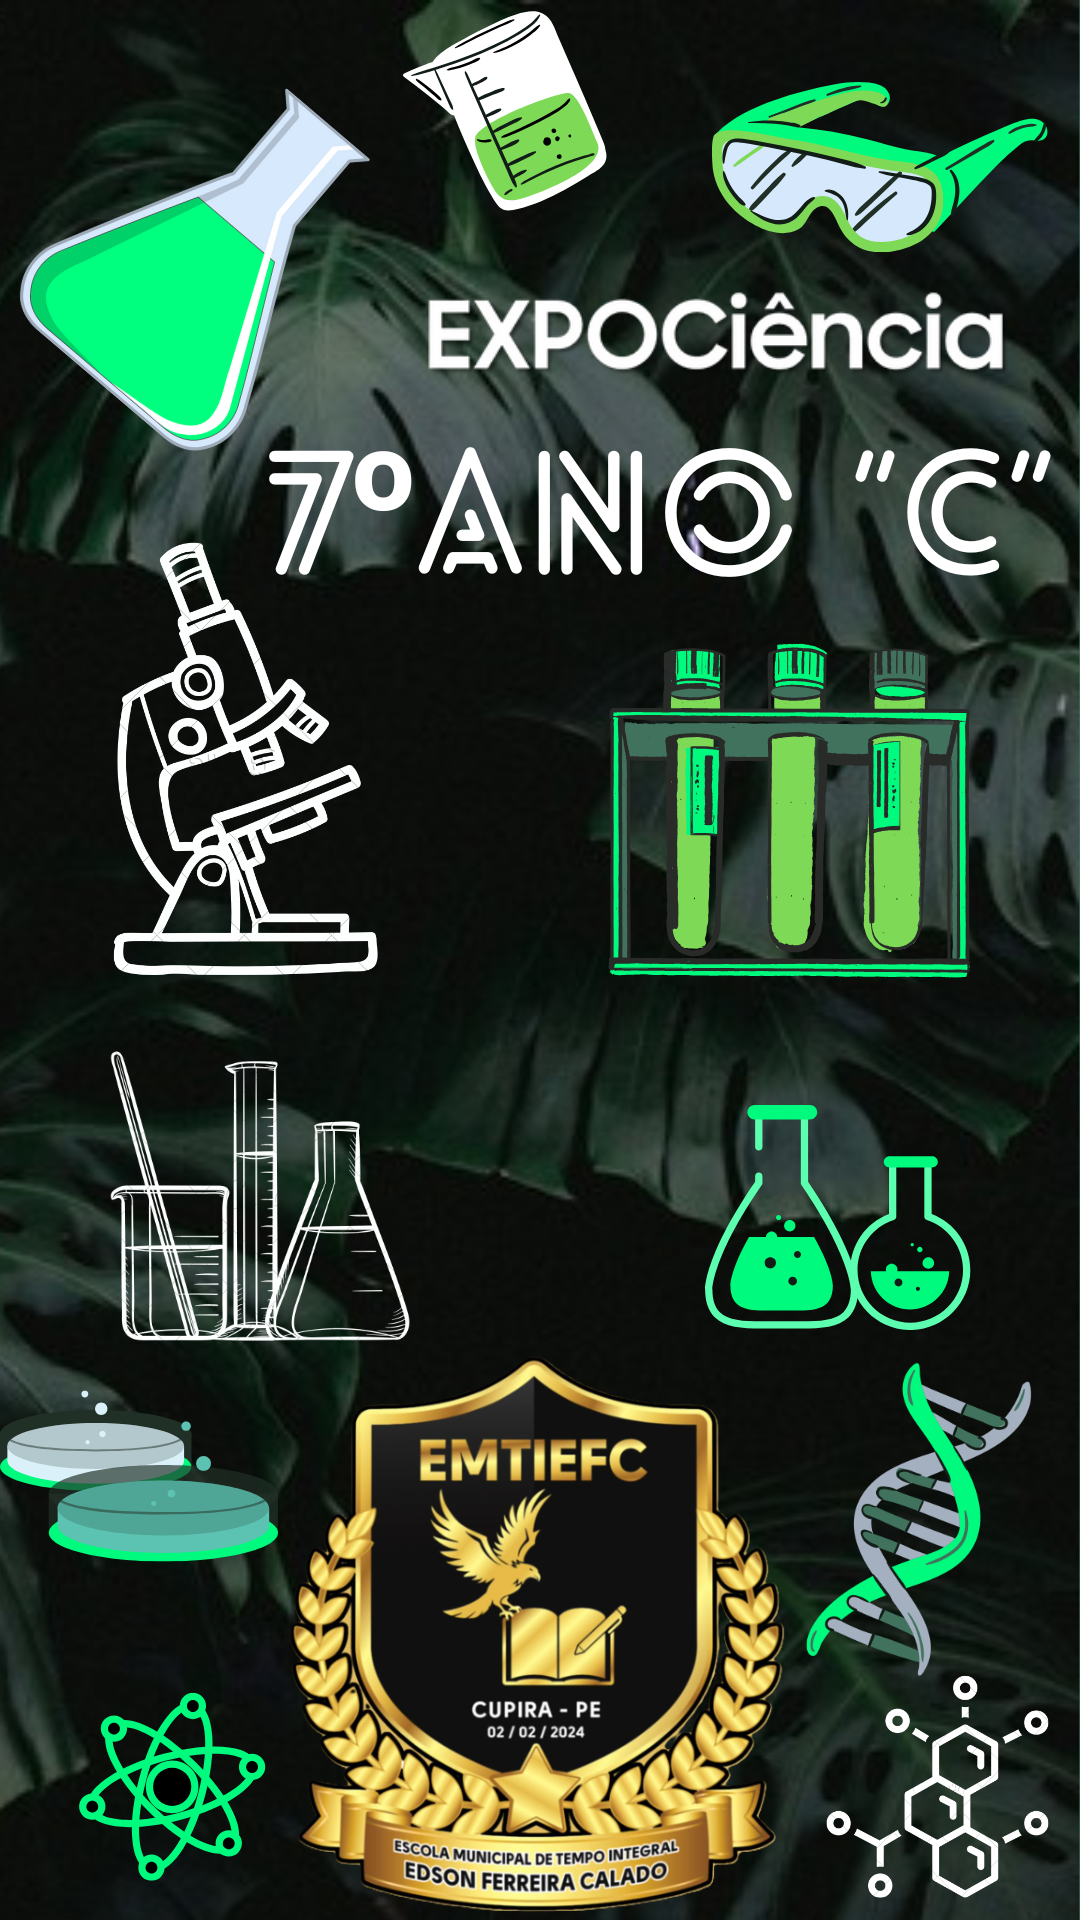 EXPOCiência
7º ANO "C"
EMTIEFC
CUPIRA - PE
02 / 02 / 2024
ESCOLA MUNICIPAL DE TEMPO INTEGRAL
EDSON FERREIRA CALADO